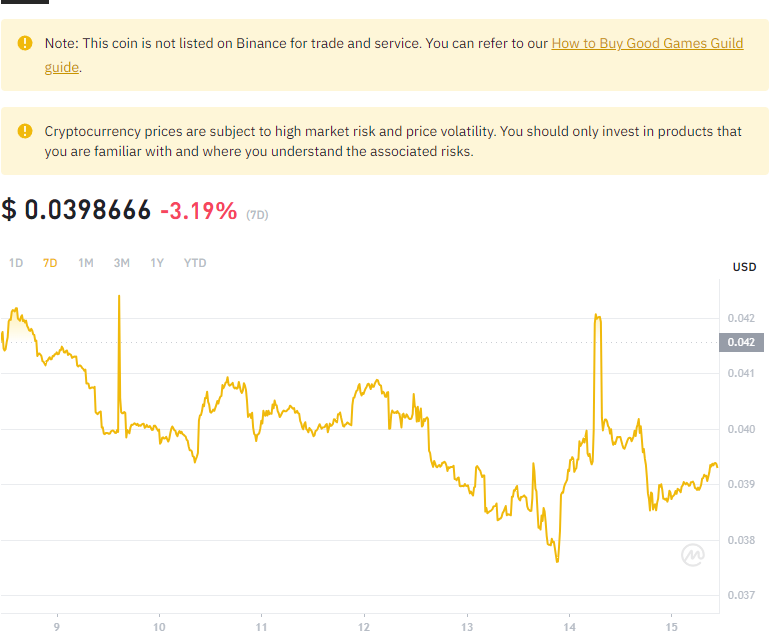 Note: This coin is not listed on Binance for trade and service. You can refer to our How to Buy Good Games Guild
guide.
Cryptocurrency prices are subject to high market risk and price volatility. You should only invest in products that
you are familiar with and where you understand the associated risks.
$ 0.0398666 -3.19% (7D)
1D 7D 1M 3M 1Y YTD
USD
0.042
0.042
0.041
0.040
0.039
0.038
0.037
9 10 11 12 13 14 15